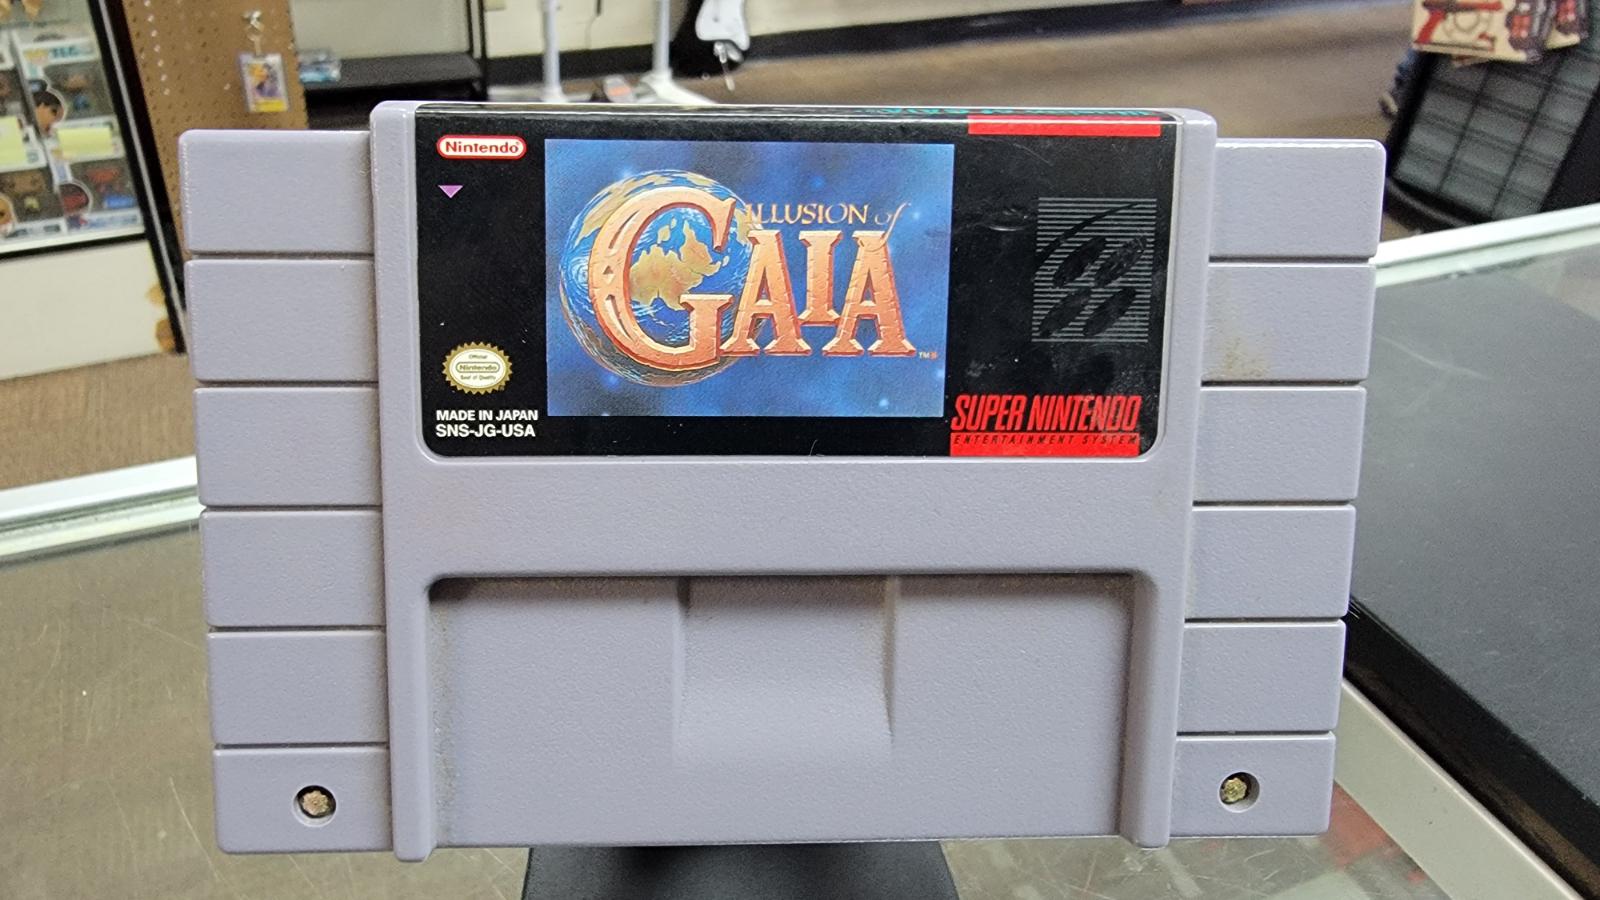 Nintendo®
ILLUSION of
GAIA
TM
Official
Nintendo
Seal of Quality
MADE IN JAPAN
SNS-JG-USA
SUPER NINTENDO
ENTERTAINMENT SYSTEM